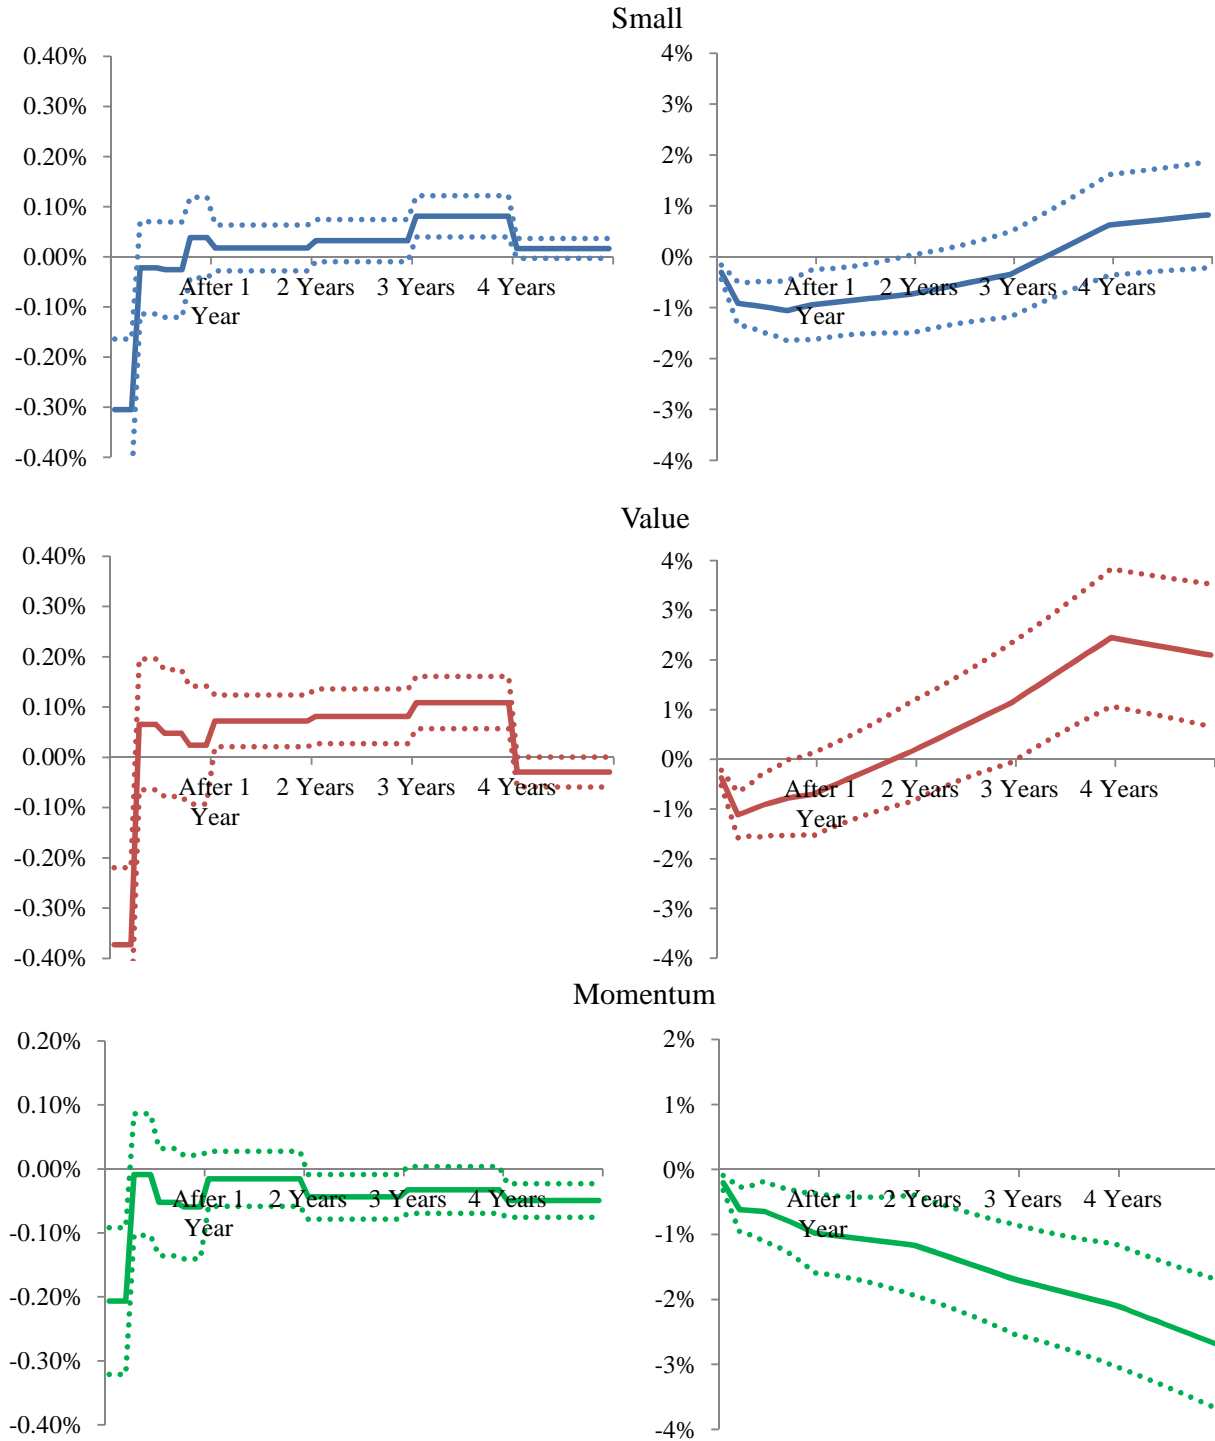 Small
0.40%
0.30%
0.20%
0.10%
0.00%
-0.10%
-0.20%
-0.30%
-0.40%
After 1
Year
2 Years
3 Years
4 Years
4%
3%
2%
1%
0%
-1%
-2%
-3%
-4%
After 1
Year
2 Years
3 Years
4 Years
Value
0.40%
0.30%
0.20%
0.10%
0.00%
-0.10%
-0.20%
-0.30%
-0.40%
After 1
Year
2 Years
3 Years
4 Years
4%
3%
2%
1%
0%
-1%
-2%
-3%
-4%
After 1
Year
2 Years
3 Years
4 Years
Momentum
0.20%
0.10%
0.00%
-0.10%
-0.20%
-0.30%
-0.40%
After 1
Year
2 Years
3 Years
4 Years
2%
1%
0%
-1%
-2%
-3%
-4%
After 1
Year
2 Years
3 Years
4 Years